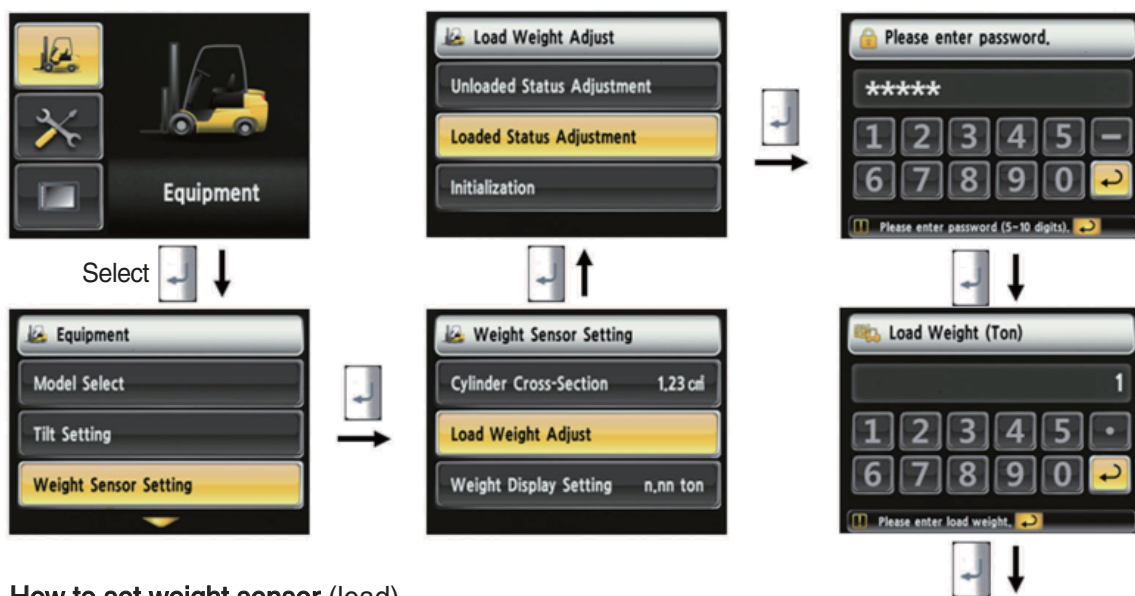 Equipment
Select
Equipment
Model Select
Tilt Setting
Weight Sensor Setting
Weight Sensor Setting
Cylinder Cross-Section 1.23 ㎠
Load Weight Adjust
Weight Display Setting n.nn ton
Load Weight Adjust
Unloaded Status Adjustment
Loaded Status Adjustment
Initialization
Please enter password.
*****
1 2 3 4 5 -
6 7 8 9 0
Please enter password (5-10 digits).
Load Weight (Ton)
1
1 2 3 4 5 ·
6 7 8 9 0
Please enter load weight.
How to set weight sensor (load)